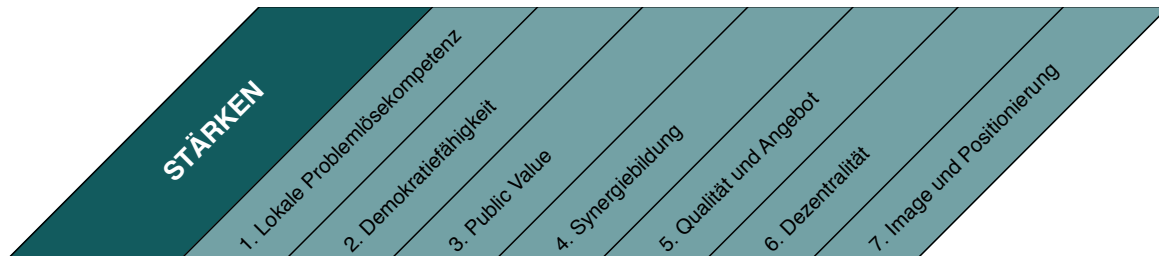 STÄRKEN
1. Lokale Problemlösekompetenz
2. Demokratiefähigkeit
3. Public Value
4. Synergiebildung
5. Qualität und Angebot
6. Dezentralität
7. Image und Positionierung